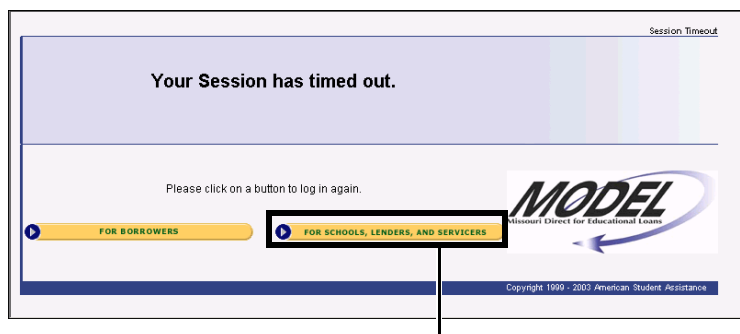 Session Timeout
Your Session has timed out.
Please click on a button to log in again.
MODEL
Missouri Direct for Educational Loans
FOR BORROWERS
FOR SCHOOLS, LENDERS, AND SERVICERS
Copyright 1999 - 2003 American Student Assistance